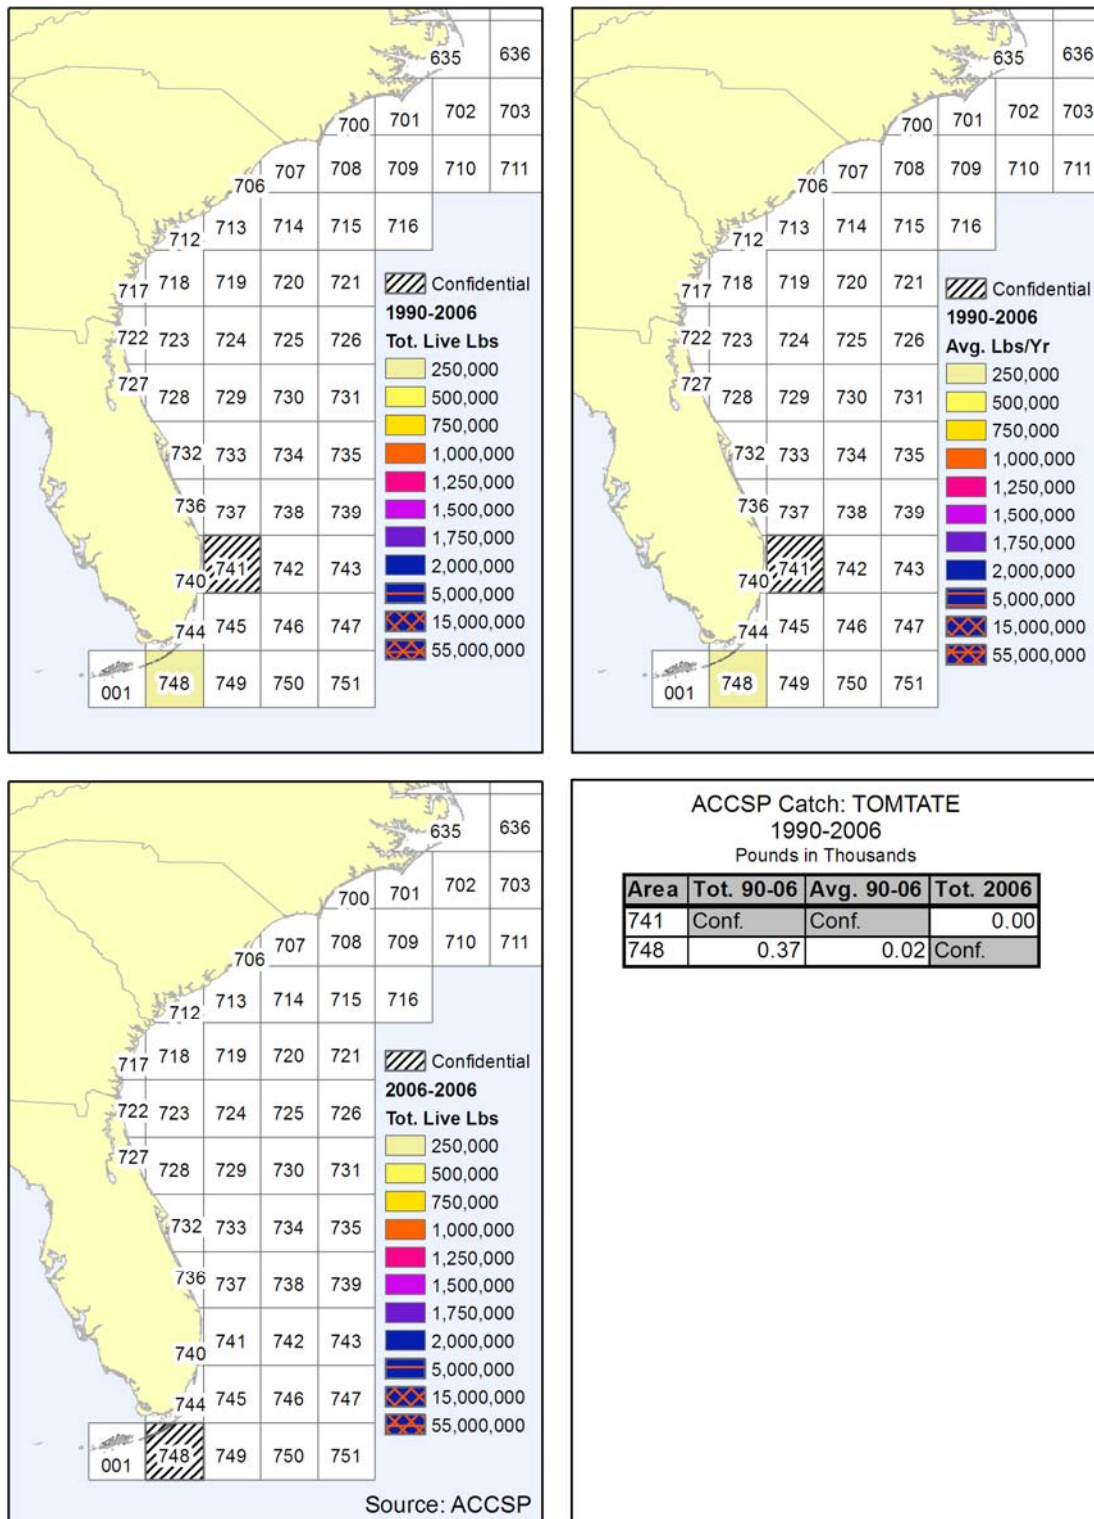 635 636
700 701 702 703
706 707 708 709 710 711
712 713 714 715 716
717 718 719 720 721
722 723 724 725 726
727 728 729 730 731
732 733 734 735
736 737 738 739
740 741 742 743
744 745 746 747
001 748 749 750 751
Confidential
1990-2006
Tot. Live Lbs
250,000
500,000
750,000
1,000,000
1,250,000
1,500,000
1,750,000
2,000,000
5,000,000
15,000,000
55,000,000
635 636
700 701 702 703
706 707 708 709 710 711
712 713 714 715 716
717 718 719 720 721
722 723 724 725 726
727 728 729 730 731
732 733 734 735
736 737 738 739
740 741 742 743
744 745 746 747
001 748 749 750 751
Confidential
1990-2006
Avg. Lbs/Yr
250,000
500,000
750,000
1,000,000
1,250,000
1,500,000
1,750,000
2,000,000
5,000,000
15,000,000
55,000,000
635 636
700 701 702 703
706 707 708 709 710 711
712 713 714 715 716
717 718 719 720 721
722 723 724 725 726
727 728 729 730 731
732 733 734 735
736 737 738 739
740 741 742 743
744 745 746 747
001 748 749 750 751
Confidential
2006-2006
Tot. Live Lbs
250,000
500,000
750,000
1,000,000
1,250,000
1,500,000
1,750,000
2,000,000
5,000,000
15,000,000
55,000,000
Source: ACCSP
ACCSP Catch: TOMTATE
1990-2006
Pounds in Thousands
Area Tot. 90-06 Avg. 90-06 Tot. 2006
741 Conf. Conf. 0.00
748 0.37 0.02 Conf.